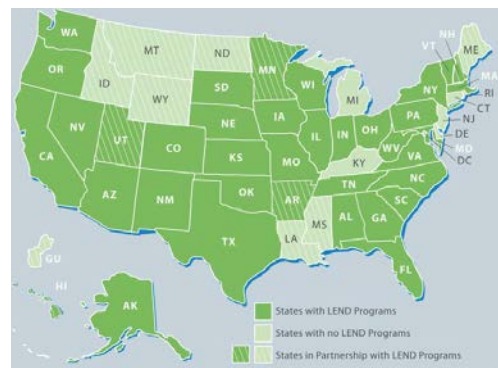 WA
OR
CA
NV
ID
MT
WY
UT
AZ
CO
NM
ND
SD
NE
KS
OK
TX
MN
IA
MO
AR
LA
WI
IL
MI
IN
OH
KY
TN
MS
AL
GA
FL
SC
NC
VA
WV
PA
NY
VT
NH
ME
MA
RI
CT
NJ
DE
MD
DC
GU
HI
AK
States with LEND Programs
States with no LEND Programs
States in Partnership with LEND Programs